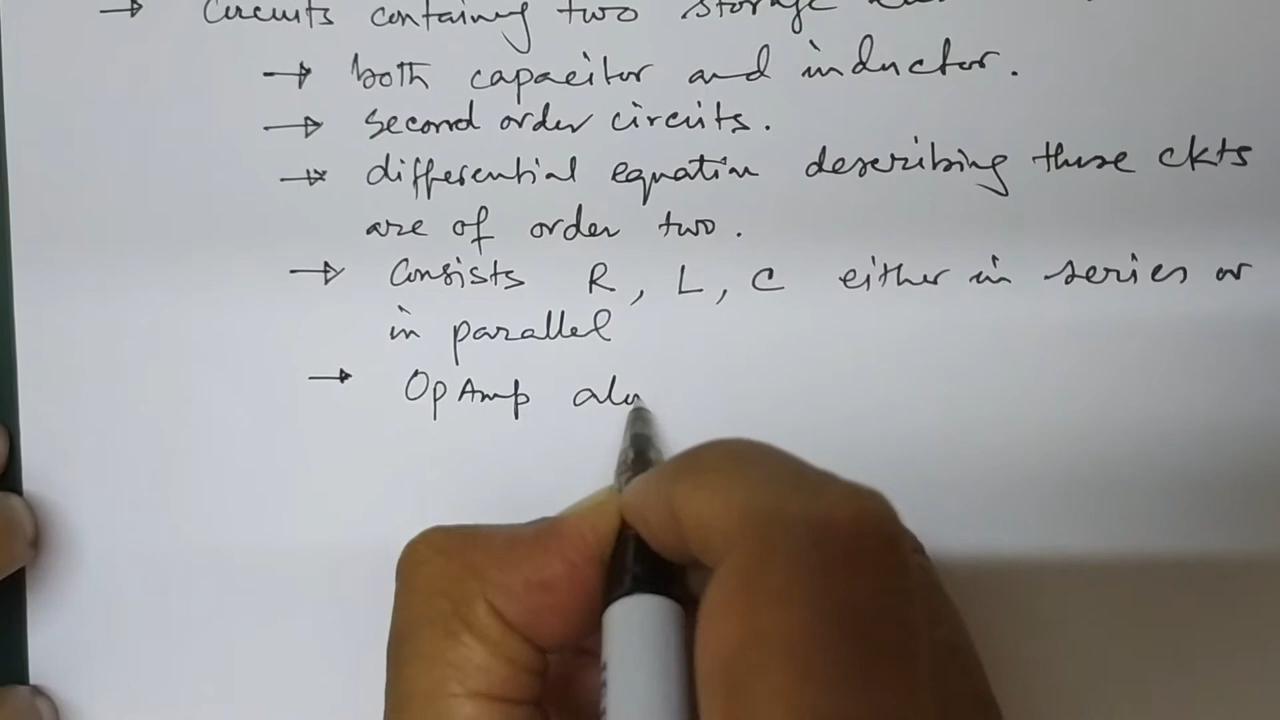 → Circuits containing two storage
→ both capacitor and inductor.
→ Second order circuits.
→ differential equation describing these ckts
are of order two.
→ Consists R, L, C either in series or
in parallel
→ OpAmp